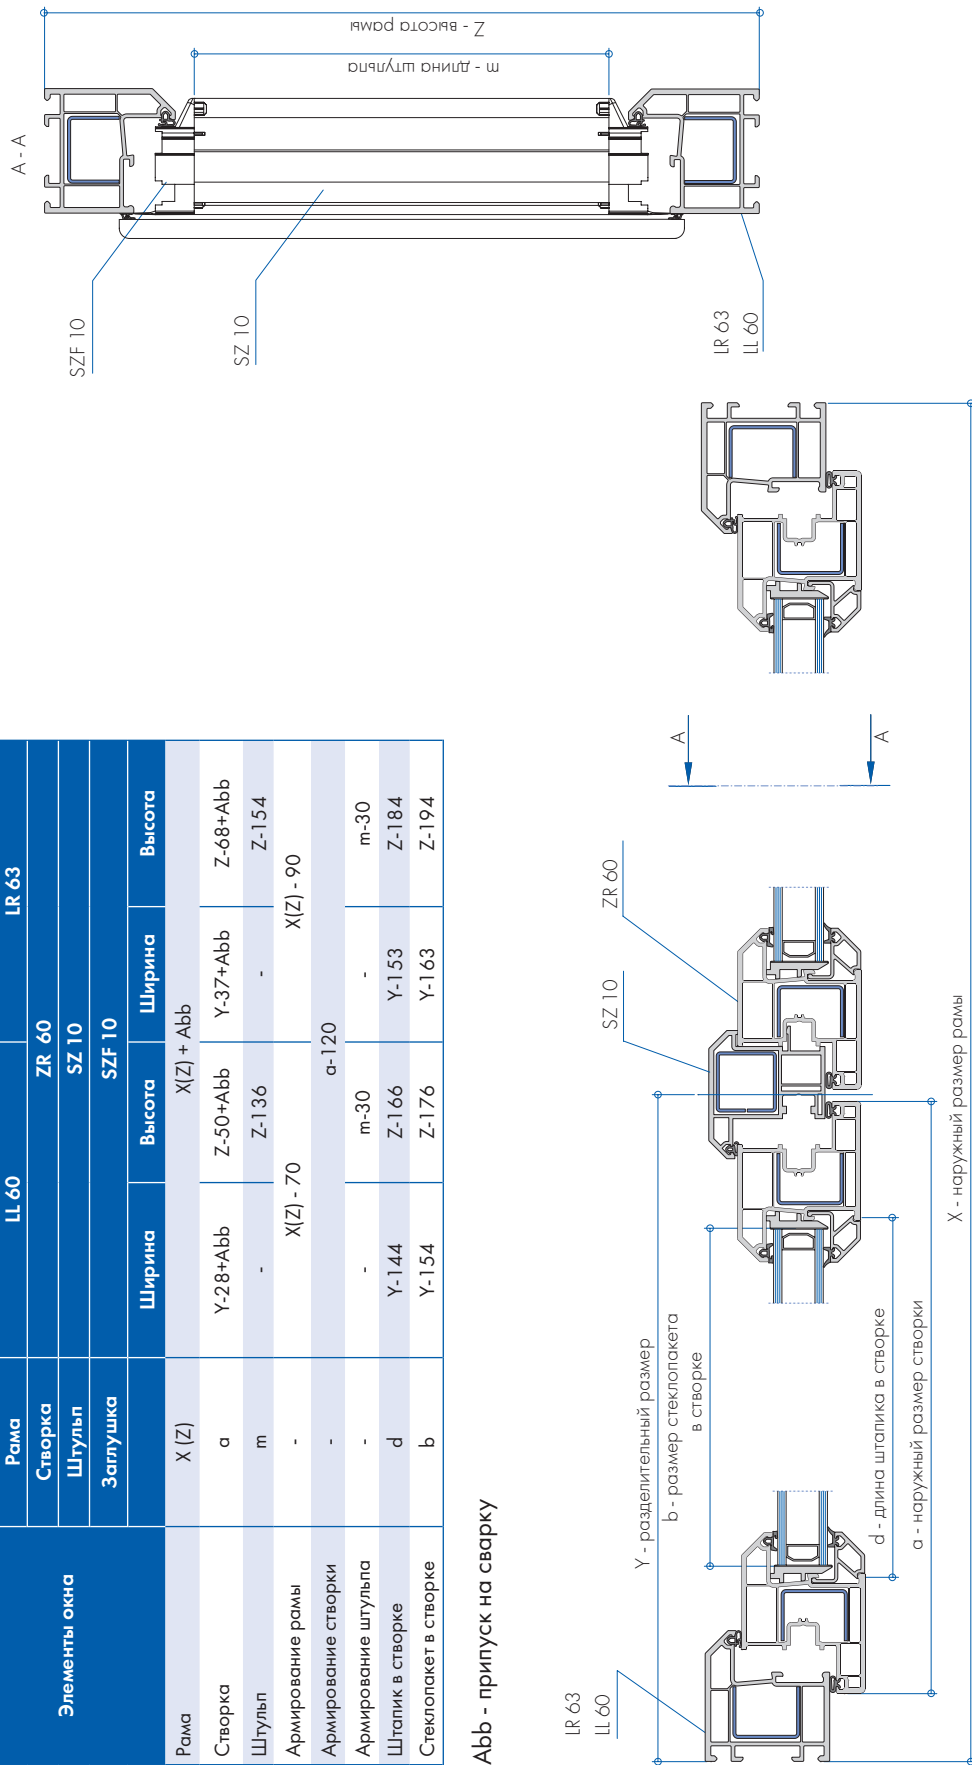 Элементы окна
Рама LL 60 LR 63
Створка ZR 60
Штульп SZ 10
Заглушка SZF 10
Ширина Высота Ширина Высота
Рама X (Z) X(Z) + Abb
Створка a Y-28+Abb Z-50+Abb Y-37+Abb Z-68+Abb
Штульп m - Z-136 - Z-154
Армирование рамы - X(Z) - 70 X(Z) - 90
Армирование створки - a-120
Армирование штульпа - - m-30 - m-30
Штапик в створке d Y-144 Z-166 Y-153 Z-184
Стеклопакет в створке b Y-154 Z-176 Y-163 Z-194
Abb - припуск на сварку
A - A
Z - высота рамы
m - длина штульпа
SZF 10
SZ 10
LR 63
LL 60
LR 63
LL 60
Y - разделительный размер
b - размер стеклопакета
в створке
SZ 10
ZR 60
A
A
d - длина штапика в створке
a - наружный размер створки
X - наружный размер рамы